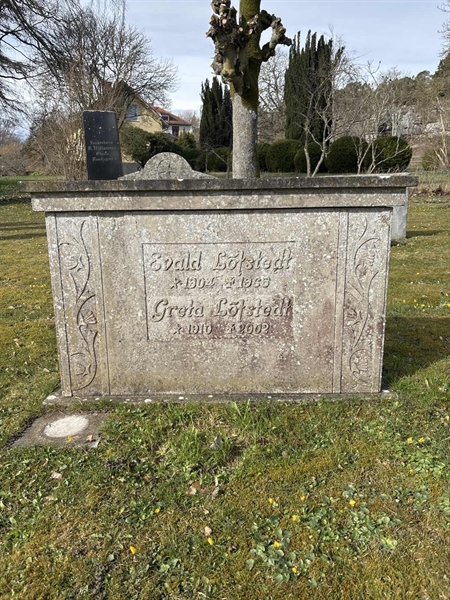 Evald Löfstedt
☆1904 ✝1965
Greta Löfstedt
☆1910 ✝2002